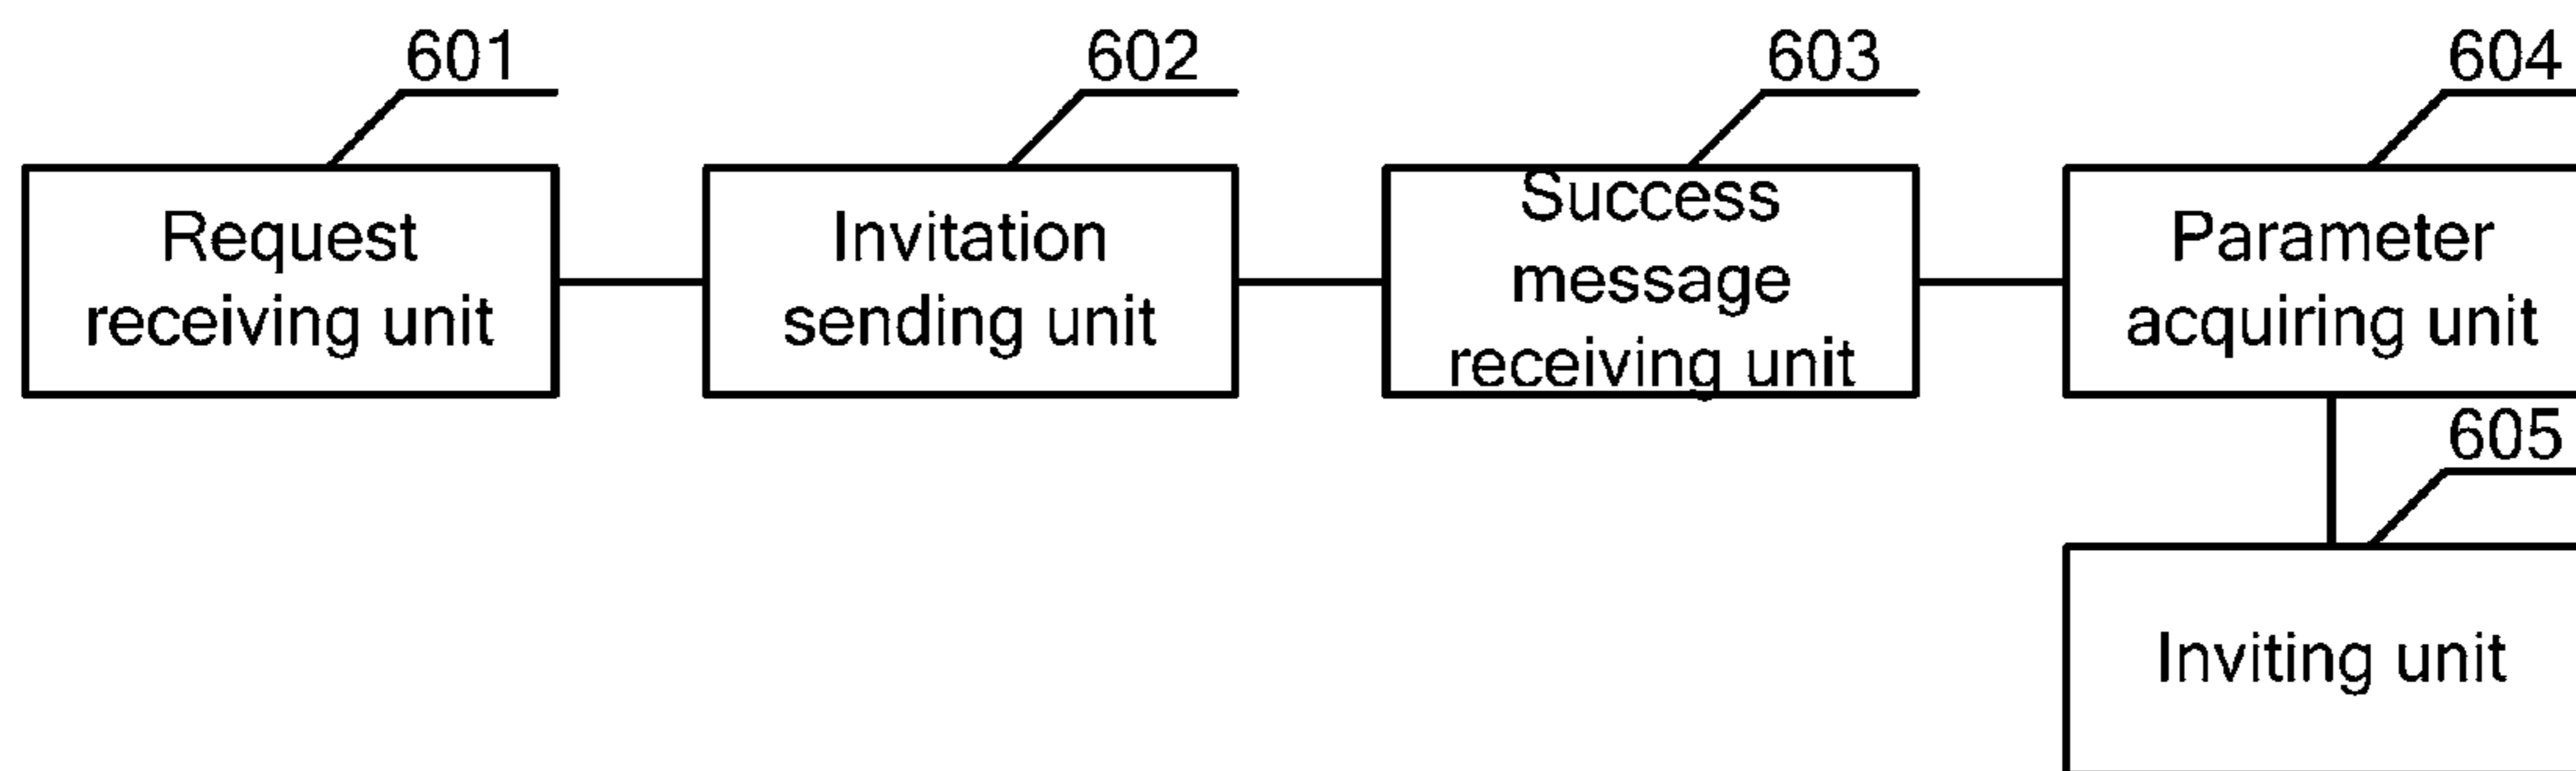 601
602
603
604
Request
receiving unit
Invitation
sending unit
Success
message
receiving unit
Parameter
acquiring unit
605
Inviting unit